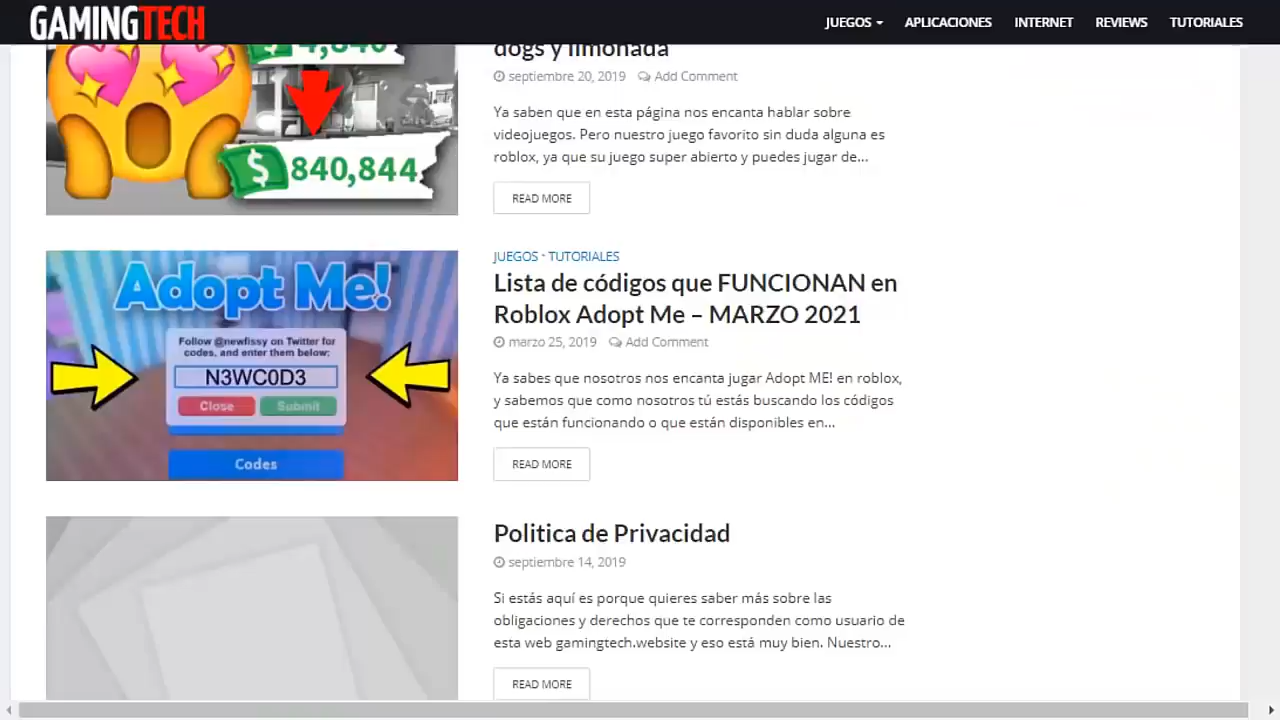 GAMINGTECH
JUEGOS
APLICACIONES
INTERNET
REVIEWS
TUTORIALES
4,840
840,844
dogs y limonada
septiembre 20, 2019 Add Comment
Ya saben que en esta página nos encanta hablar sobre
videojuegos. Pero nuestro juego favorito sin duda alguna es
roblox, ya que su juego super abierto y puedes jugar de...
READ MORE
Adopt Me!
Follow @newfissy on Twitter for
codes, and enter them below:
N3WC0D3
Close Submit
Codes
JUEGOS · TUTORIALES
Lista de códigos que FUNCIONAN en
Roblox Adopt Me – MARZO 2021
marzo 25, 2019 Add Comment
Ya sabes que nosotros nos encanta jugar Adopt ME! en roblox,
y sabemos que como nosotros tú estás buscando los códigos
que están funcionando o que están disponibles en...
READ MORE
Politica de Privacidad
septiembre 14, 2019
Si estás aquí es porque quieres saber más sobre las
obligaciones y derechos que te corresponden como usuario de
esta web gamingtech.website y eso está muy bien. Nuestro...
READ MORE